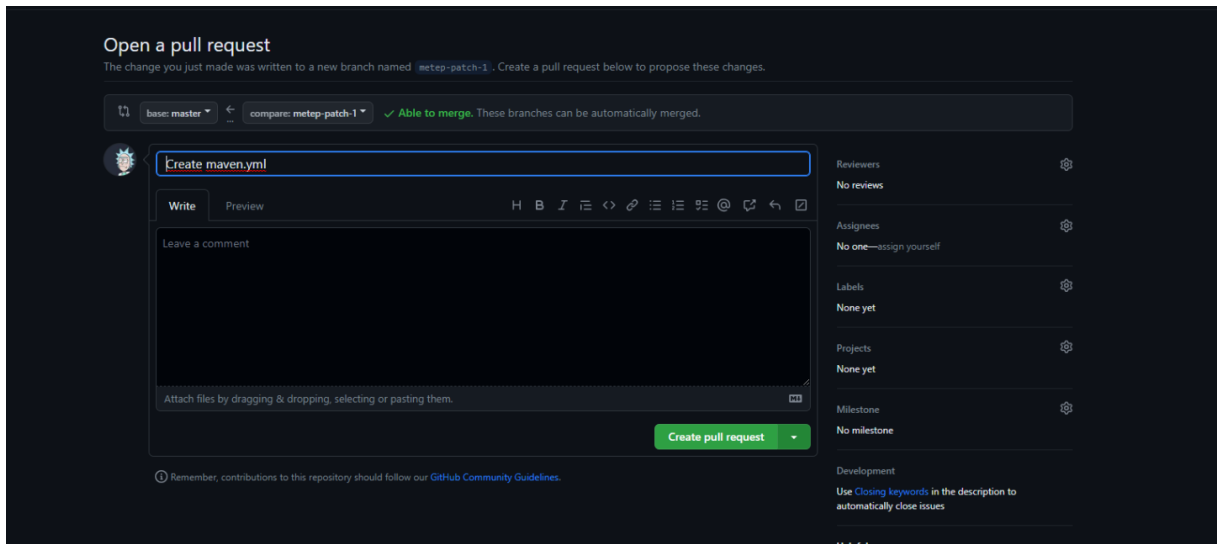 Open a pull request
The change you just made was written to a new branch named metep-patch-1. Create a pull request below to propose these changes.
base: master ← compare: metep-patch-1 Able to merge. These branches can be automatically merged.
...
Create maven.yml
Write Preview
Leave a comment
Attach files by dragging & dropping, selecting or pasting them.
Create pull request
Remember, contributions to this repository should follow our GitHub Community Guidelines.
Reviewers
No reviews
Assignees
No one—assign yourself
Labels
None yet
Projects
None yet
Milestone
No milestone
Development
Use Closing keywords in the description to
automatically close issues